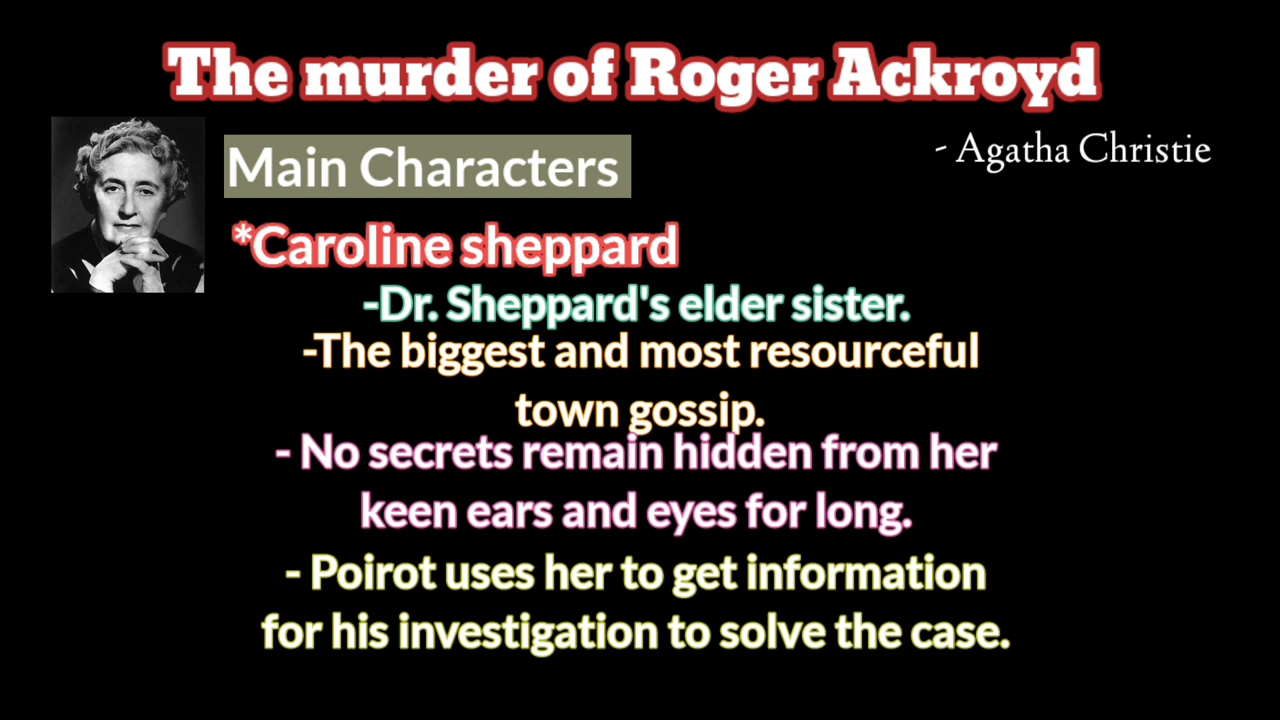 The murder of Roger Ackroyd
- Agatha Christie
Main Characters
*Caroline sheppard
-Dr. Sheppard's elder sister.
-The biggest and most resourceful
town gossip.
- No secrets remain hidden from her
keen ears and eyes for long.
- Poirot uses her to get information
for his investigation to solve the case.